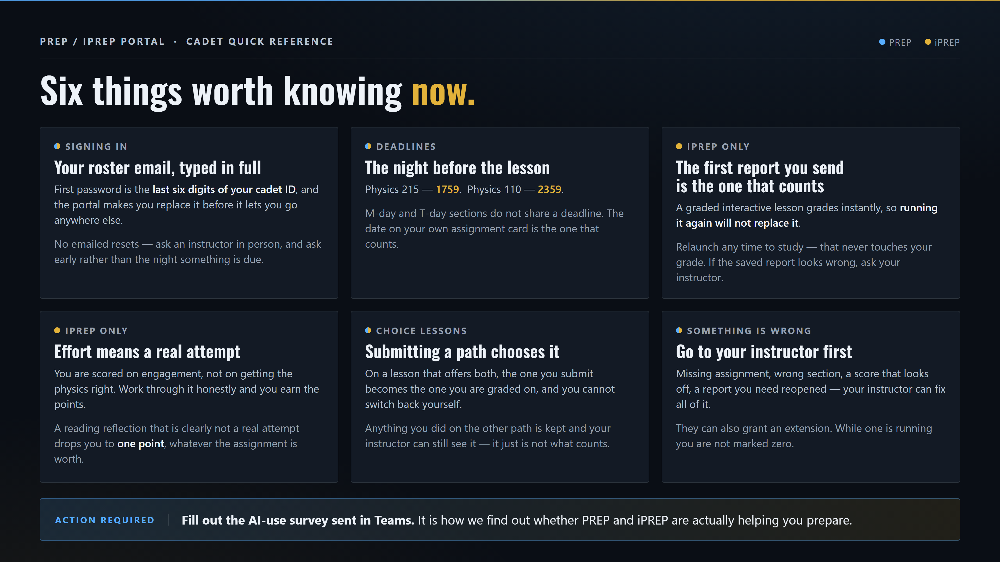 PREP / IPREP PORTAL · CADET QUICK REFERENCE
PREP iPREP
Six things worth knowing now.
SIGNING IN
Your roster email, typed in full
First password is the last six digits of your cadet ID, and
the portal makes you replace it before it lets you go
anywhere else.
No emailed resets — ask an instructor in person, and ask
early rather than the night something is due.
DEADLINES
The night before the lesson
Physics 215 — 1759. Physics 110 — 2359.
M-day and T-day sections do not share a deadline. The
date on your own assignment card is the one that
counts.
IPREP ONLY
The first report you send
is the one that counts
A graded interactive lesson grades instantly, so running
it again will not replace it.
Relaunch any time to study — that never touches your
grade. If the saved report looks wrong, ask your
instructor.
IPREP ONLY
Effort means a real attempt
You are scored on engagement, not on getting the
physics right. Work through it honestly and you earn the
points.
A reading reflection that is clearly not a real attempt
drops you to one point, whatever the assignment is
worth.
CHOICE LESSONS
Submitting a path chooses it
On a lesson that offers both, the one you submit
becomes the one you are graded on, and you cannot
switch back yourself.
Anything you did on the other path is kept and your
instructor can still see it — it just is not what counts.
SOMETHING IS WRONG
Go to your instructor first
Missing assignment, wrong section, a score that looks
off, a report you need reopened — your instructor can fix
all of it.
They can also grant an extension. While one is running
you are not marked zero.
ACTION REQUIRED
Fill out the AI-use survey sent in Teams. It is how we find out whether PREP and iPREP are actually helping you prepare.